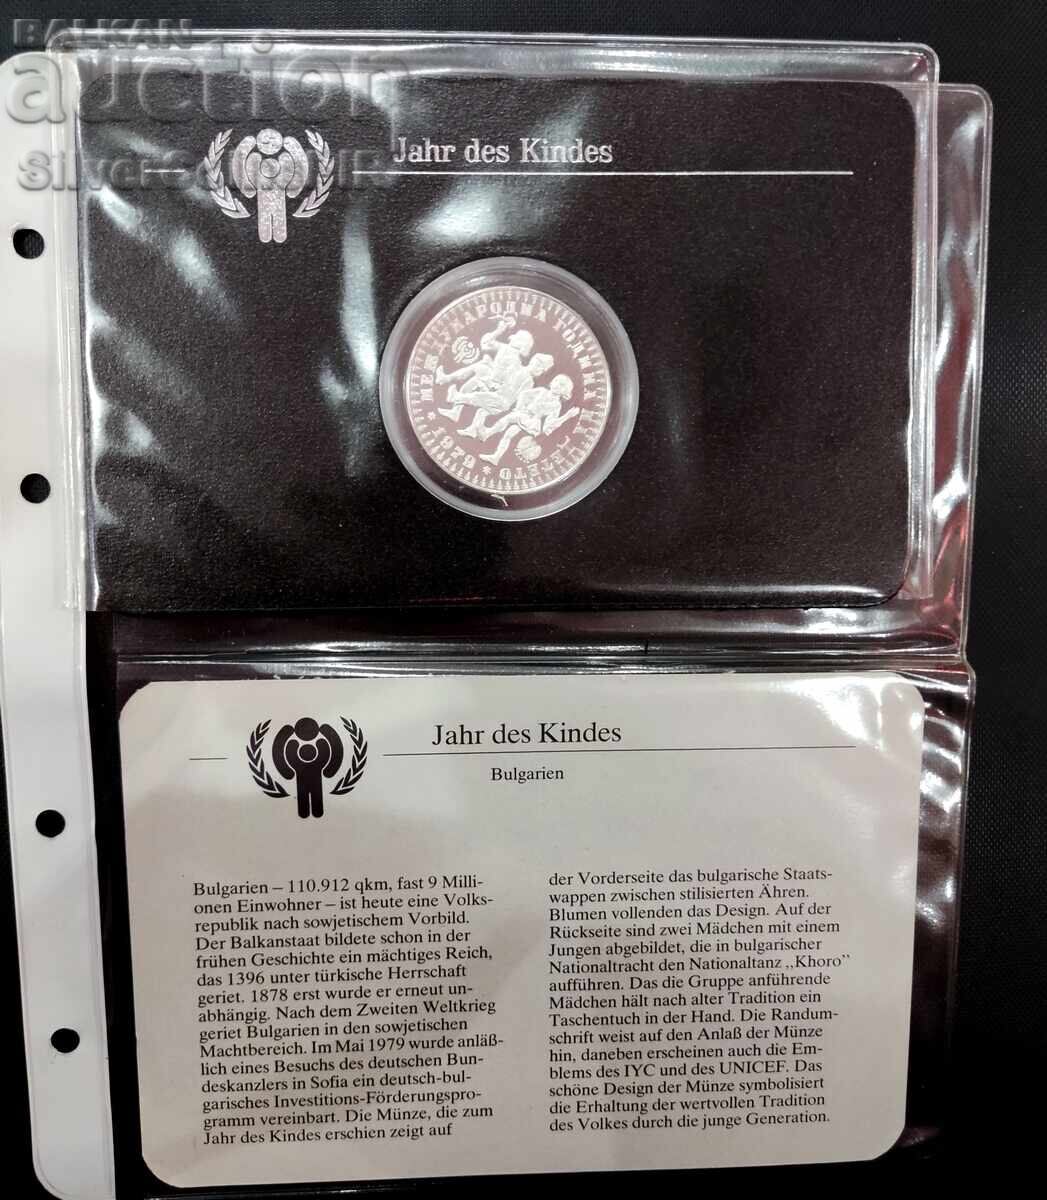 BALKAN
auction
Jahr des Kindes
МЕЖДУНАРОДНА ГОДИНА НА ДЕТЕТО
* 1979 *
Jahr des Kindes
Bulgarien
Bulgarien – 110.912 qkm, fast 9 Milli-
onen Einwohner – ist heute eine Volks-
republik nach sowjetischem Vorbild.
Der Balkanstaat bildete schon in der
frühen Geschichte ein mächtiges Reich,
das 1396 unter türkische Herrschaft
geriet. 1878 erst wurde er erneut un-
abhängig. Nach dem Zweiten Weltkrieg
geriet Bulgarien in den sowjetischen
Machtbereich. Im Mai 1979 wurde anläß-
lich eines Besuchs des deutschen Bun-
deskanzlers in Sofia ein deutsch-bul-
garisches Investitions-Förderungspro-
gramm vereinbart. Die Münze, die zum
Jahr des Kindes erschien zeigt auf
der Vorderseite das bulgarische Staats-
wappen zwischen stilisierten Ähren.
Blumen vollenden das Design. Auf der
Rückseite sind zwei Mädchen mit einem
Jungen abgebildet, die in bulgarischer
Nationaltracht den Nationaltanz „Khoro"
aufführen. Das die Gruppe anführende
Mädchen hält nach alter Tradition ein
Taschentuch in der Hand. Die Randum-
schrift weist auf den Anlaß der Münze
hin, daneben erscheinen auch die Em-
blems des IYC und des UNICEF. Das
schöne Design der Münze symbolisiert
die Erhaltung der wertvollen Tradition
des Volkes durch die junge Generation.